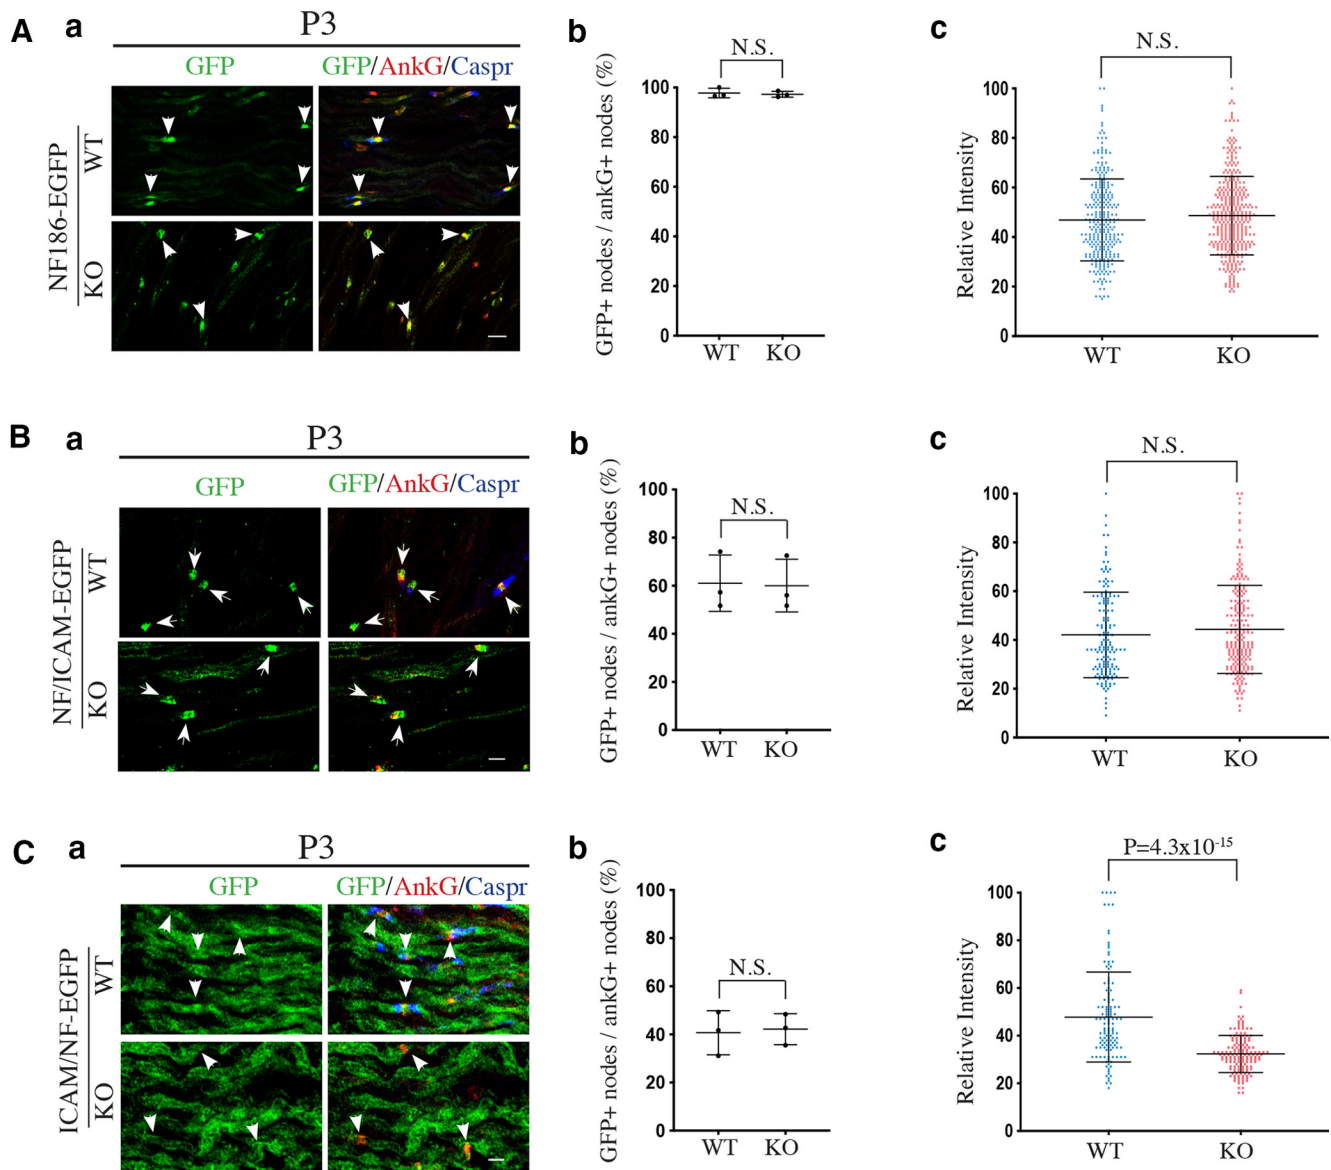 A
a
P3
GFP
GFP/AnkG/Caspr
NF186-EGFP
WT
KO
b
N.S.
GFP+ nodes / ankG+ nodes (%)
100
80
60
40
20
0
WT
KO
c
N.S.
Relative Intensity
100
80
60
40
20
0
WT
KO
B
a
P3
GFP
GFP/AnkG/Caspr
NF/ICAM-EGFP
WT
KO
b
N.S.
GFP+ nodes / ankG+ nodes (%)
100
80
60
40
20
0
WT
KO
c
N.S.
Relative Intensity
100
80
60
40
20
0
WT
KO
C
a
P3
GFP
GFP/AnkG/Caspr
ICAM/NF-EGFP
WT
KO
b
N.S.
GFP+ nodes / ankG+ nodes (%)
100
80
60
40
20
0
WT
KO
c
P=4.3x10⁻¹⁵
Relative Intensity
100
80
60
40
20
0
WT
KO